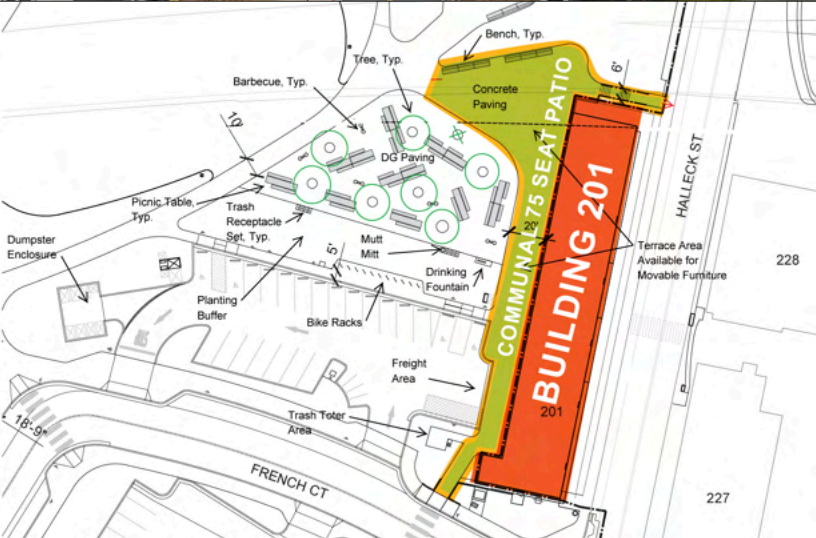 Bench, Typ.
Tree, Typ.
Barbecue, Typ.
Concrete
Paving
6'
10'
DG Paving
COMMUNAL 75 SEAT PATIO
BUILDING 201
HALLECK ST.
Picnic Table,
Typ.
Trash
Receptacle
Set, Typ.
Mutt
Mitt
20'
Terrace Area
Available for
Movable Furniture
228
Dumpster
Enclosure
5'
Drinking
Fountain
Planting
Buffer
Bike Racks
Freight
Area
201
Trash Toter
Area
18'-9"
FRENCH CT
227